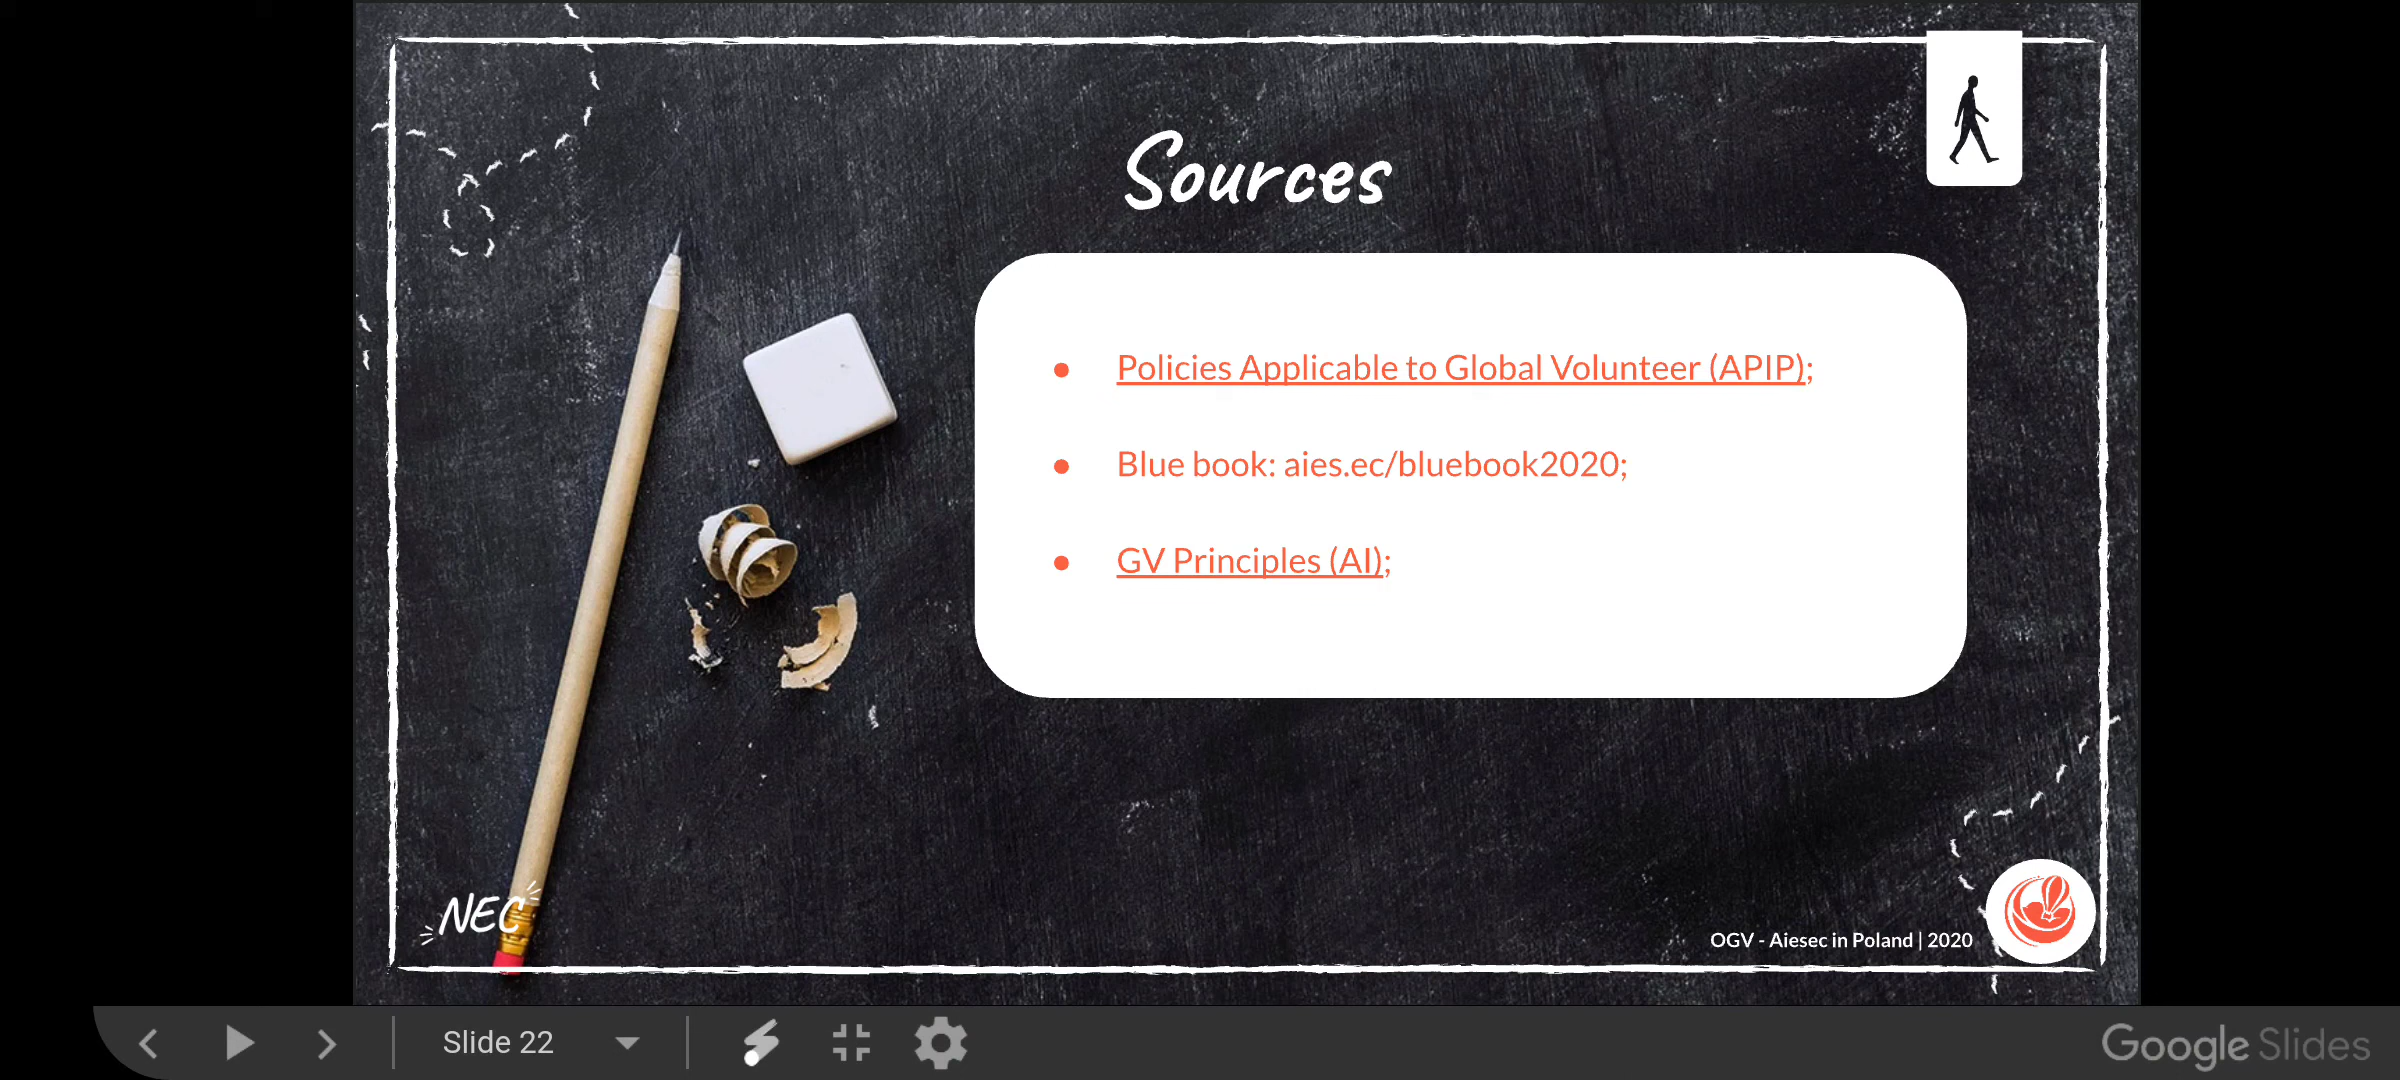 Sources
• Policies Applicable to Global Volunteer (APIP);
• Blue book: aies.ec/bluebook2020;
• GV Principles (AI);
NEC
OGV - Aiesec in Poland | 2020
Slide 22
Google Slides